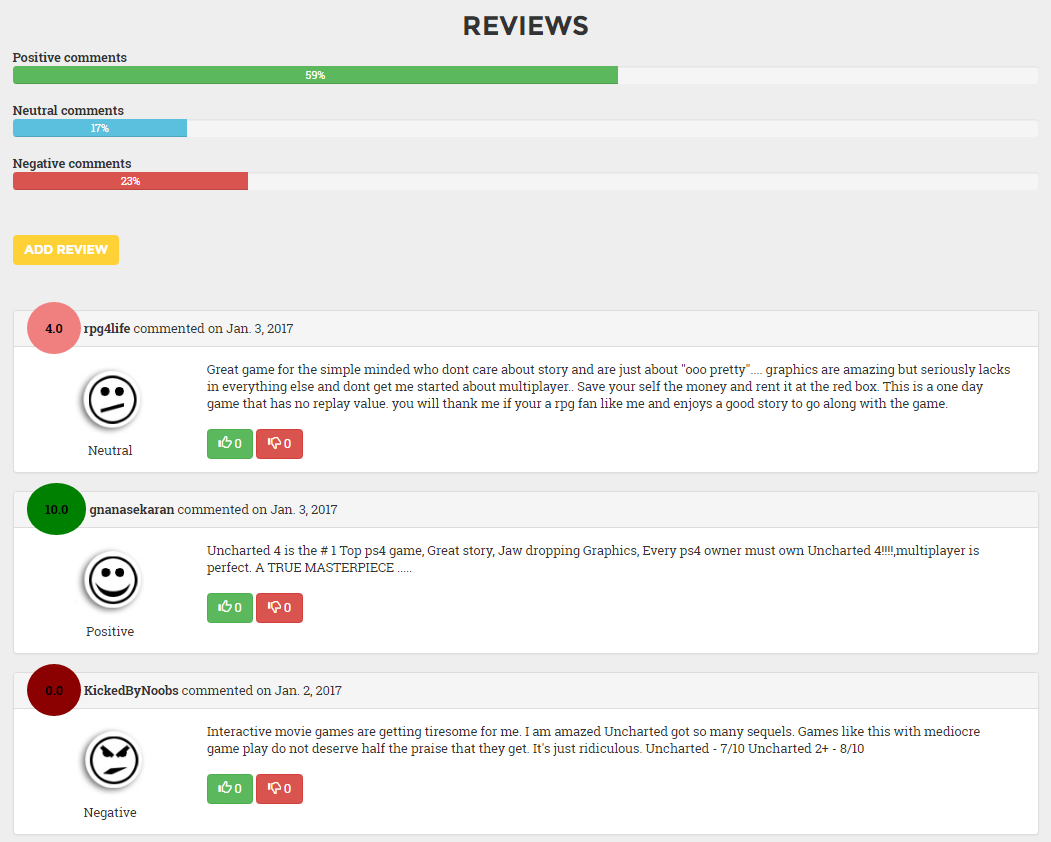 REVIEWS
Positive comments
59%
Neutral comments
17%
Negative comments
23%
ADD REVIEW
4.0 rpg4life commented on Jan. 3, 2017
Great game for the simple minded who dont care about story and are just about "ooo pretty".... graphics are amazing but seriously lacks
in everything else and dont get me started about multiplayer.. Save your self the money and rent it at the red box. This is a one day
game that has no replay value. you will thank me if your a rpg fan like me and enjoys a good story to go along with the game.
0 0
Neutral
10.0 gnanasekaran commented on Jan. 3, 2017
Uncharted 4 is the # 1 Top ps4 game, Great story, Jaw dropping Graphics, Every ps4 owner must own Uncharted 4!!!!,multiplayer is
perfect. A TRUE MASTERPIECE .....
0 0
Positive
0.0 KickedByNoobs commented on Jan. 2, 2017
Interactive movie games are getting tiresome for me. I am amazed Uncharted got so many sequels. Games like this with mediocre
game play do not deserve half the praise that they get. It's just ridiculous. Uncharted - 7/10 Uncharted 2+ - 8/10
0 0
Negative